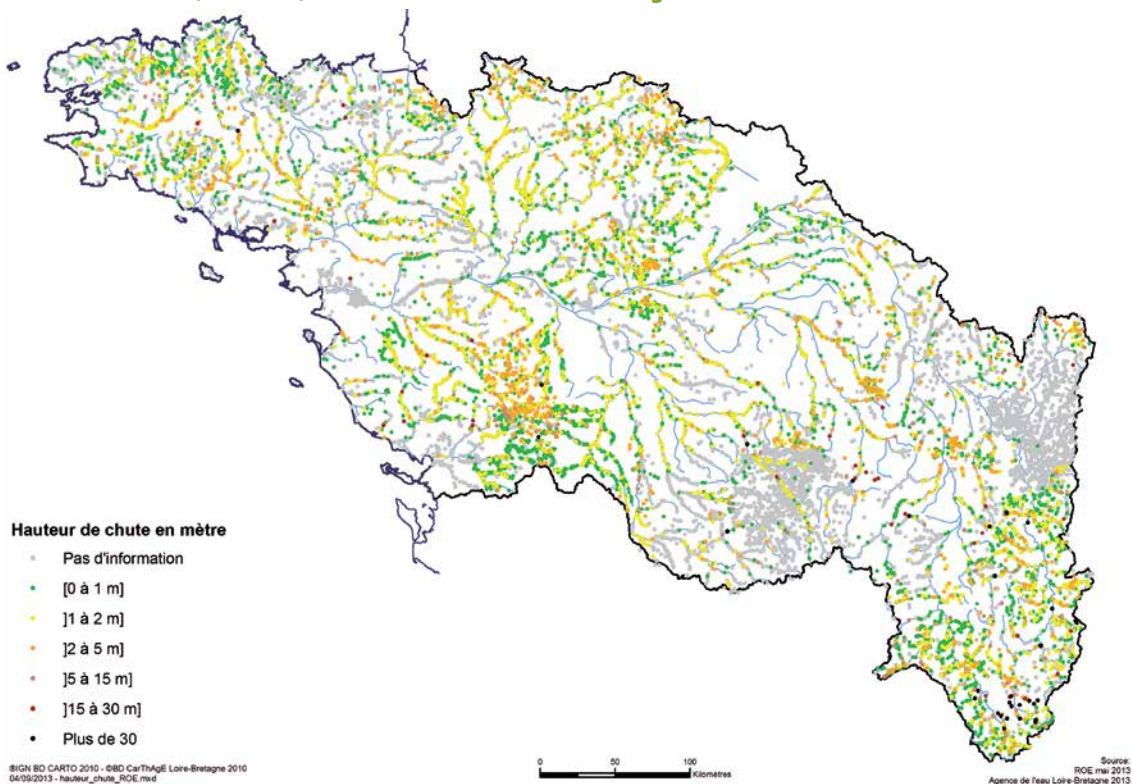 Hauteur de chute en mètre
Pas d'information
[0 à 1 m]
]1 à 2 m]
]2 à 5 m]
]5 à 15 m]
]15 à 30 m]
Plus de 30
©IGN BD CARTO 2010 - ©BD CarThAgE Loire-Bretagne 2010
04/09/2013 - hauteur_chute_ROE.mxd
0 50 100
Kilomètres
Source:
ROE mai 2013
Agence de l'eau Loire-Bretagne 2013